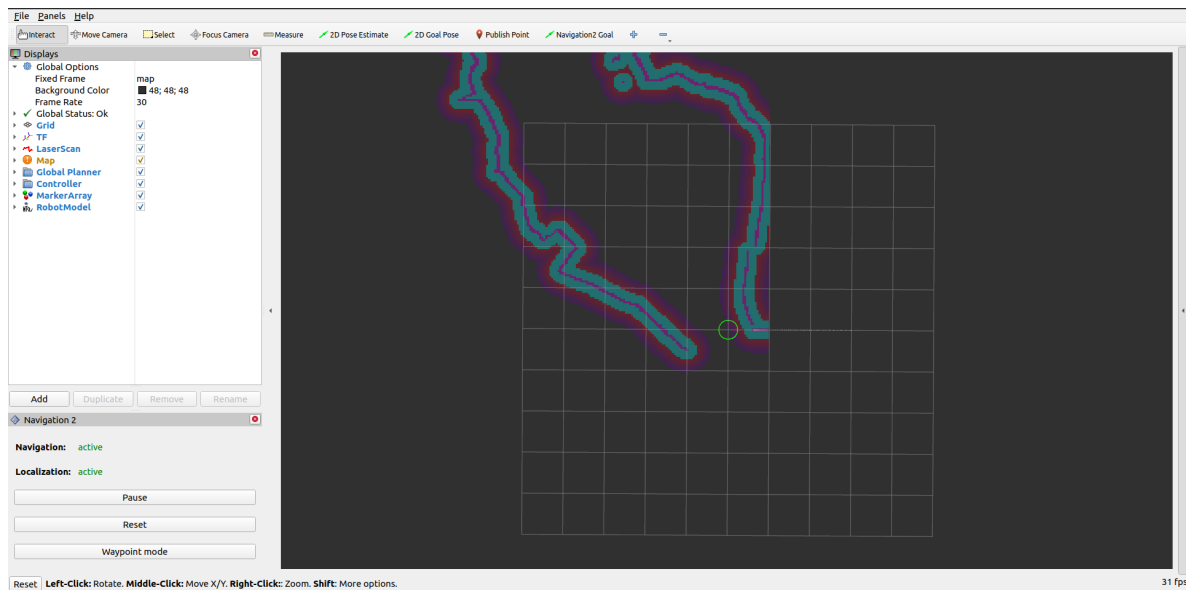 File Panels Help
Interact Move Camera Select Focus Camera Measure 2D Pose Estimate 2D Goal Pose Publish Point Navigation2 Goal
Displays
Global Options
Fixed Frame map
Background Color 48; 48; 48
Frame Rate 30
Global Status: Ok
Grid
TF
LaserScan
Map
Global Planner
Controller
MarkerArray
RobotModel
Add Duplicate Remove Rename
Navigation 2
Navigation: active
Localization: active
Pause
Reset
Waypoint mode
Reset Left-Click: Rotate. Middle-Click: Move X/Y. Right-Click:: Zoom. Shift: More options. 31 fps